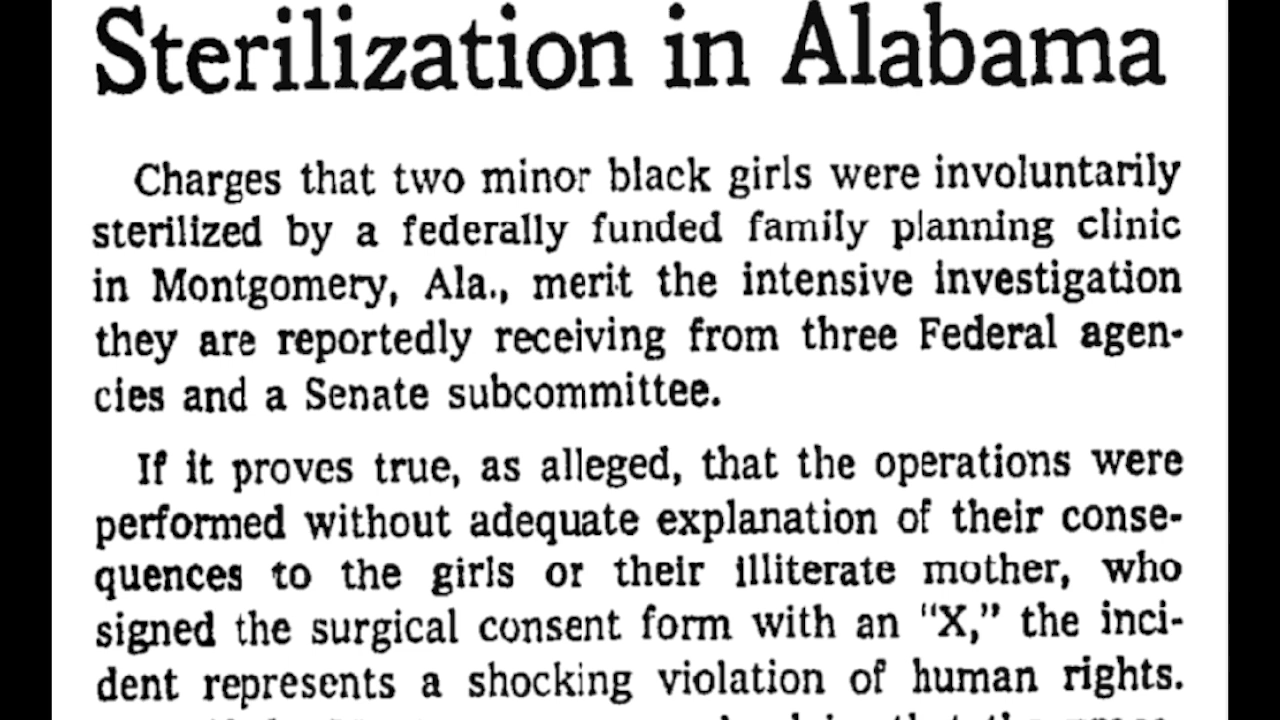 Sterilization in Alabama
Charges that two minor black girls were involuntarily
sterilized by a federally funded family planning clinic
in Montgomery, Ala., merit the intensive investigation
they are reportedly receiving from three Federal agen-
cies and a Senate subcommittee.
If it proves true, as alleged, that the operations were
performed without adequate explanation of their conse-
quences to the girls or their illiterate mother, who
signed the surgical consent form with an “X,” the inci-
dent represents a shocking violation of human rights.